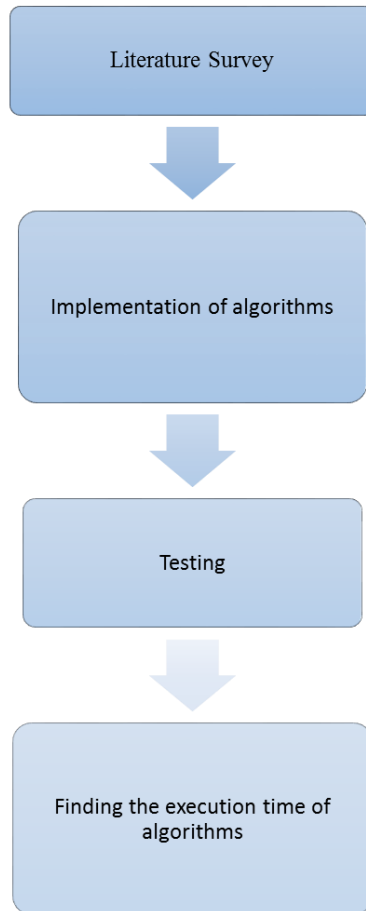 Literature Survey
Implementation of algorithms
Testing
Finding the execution time of
algorithms